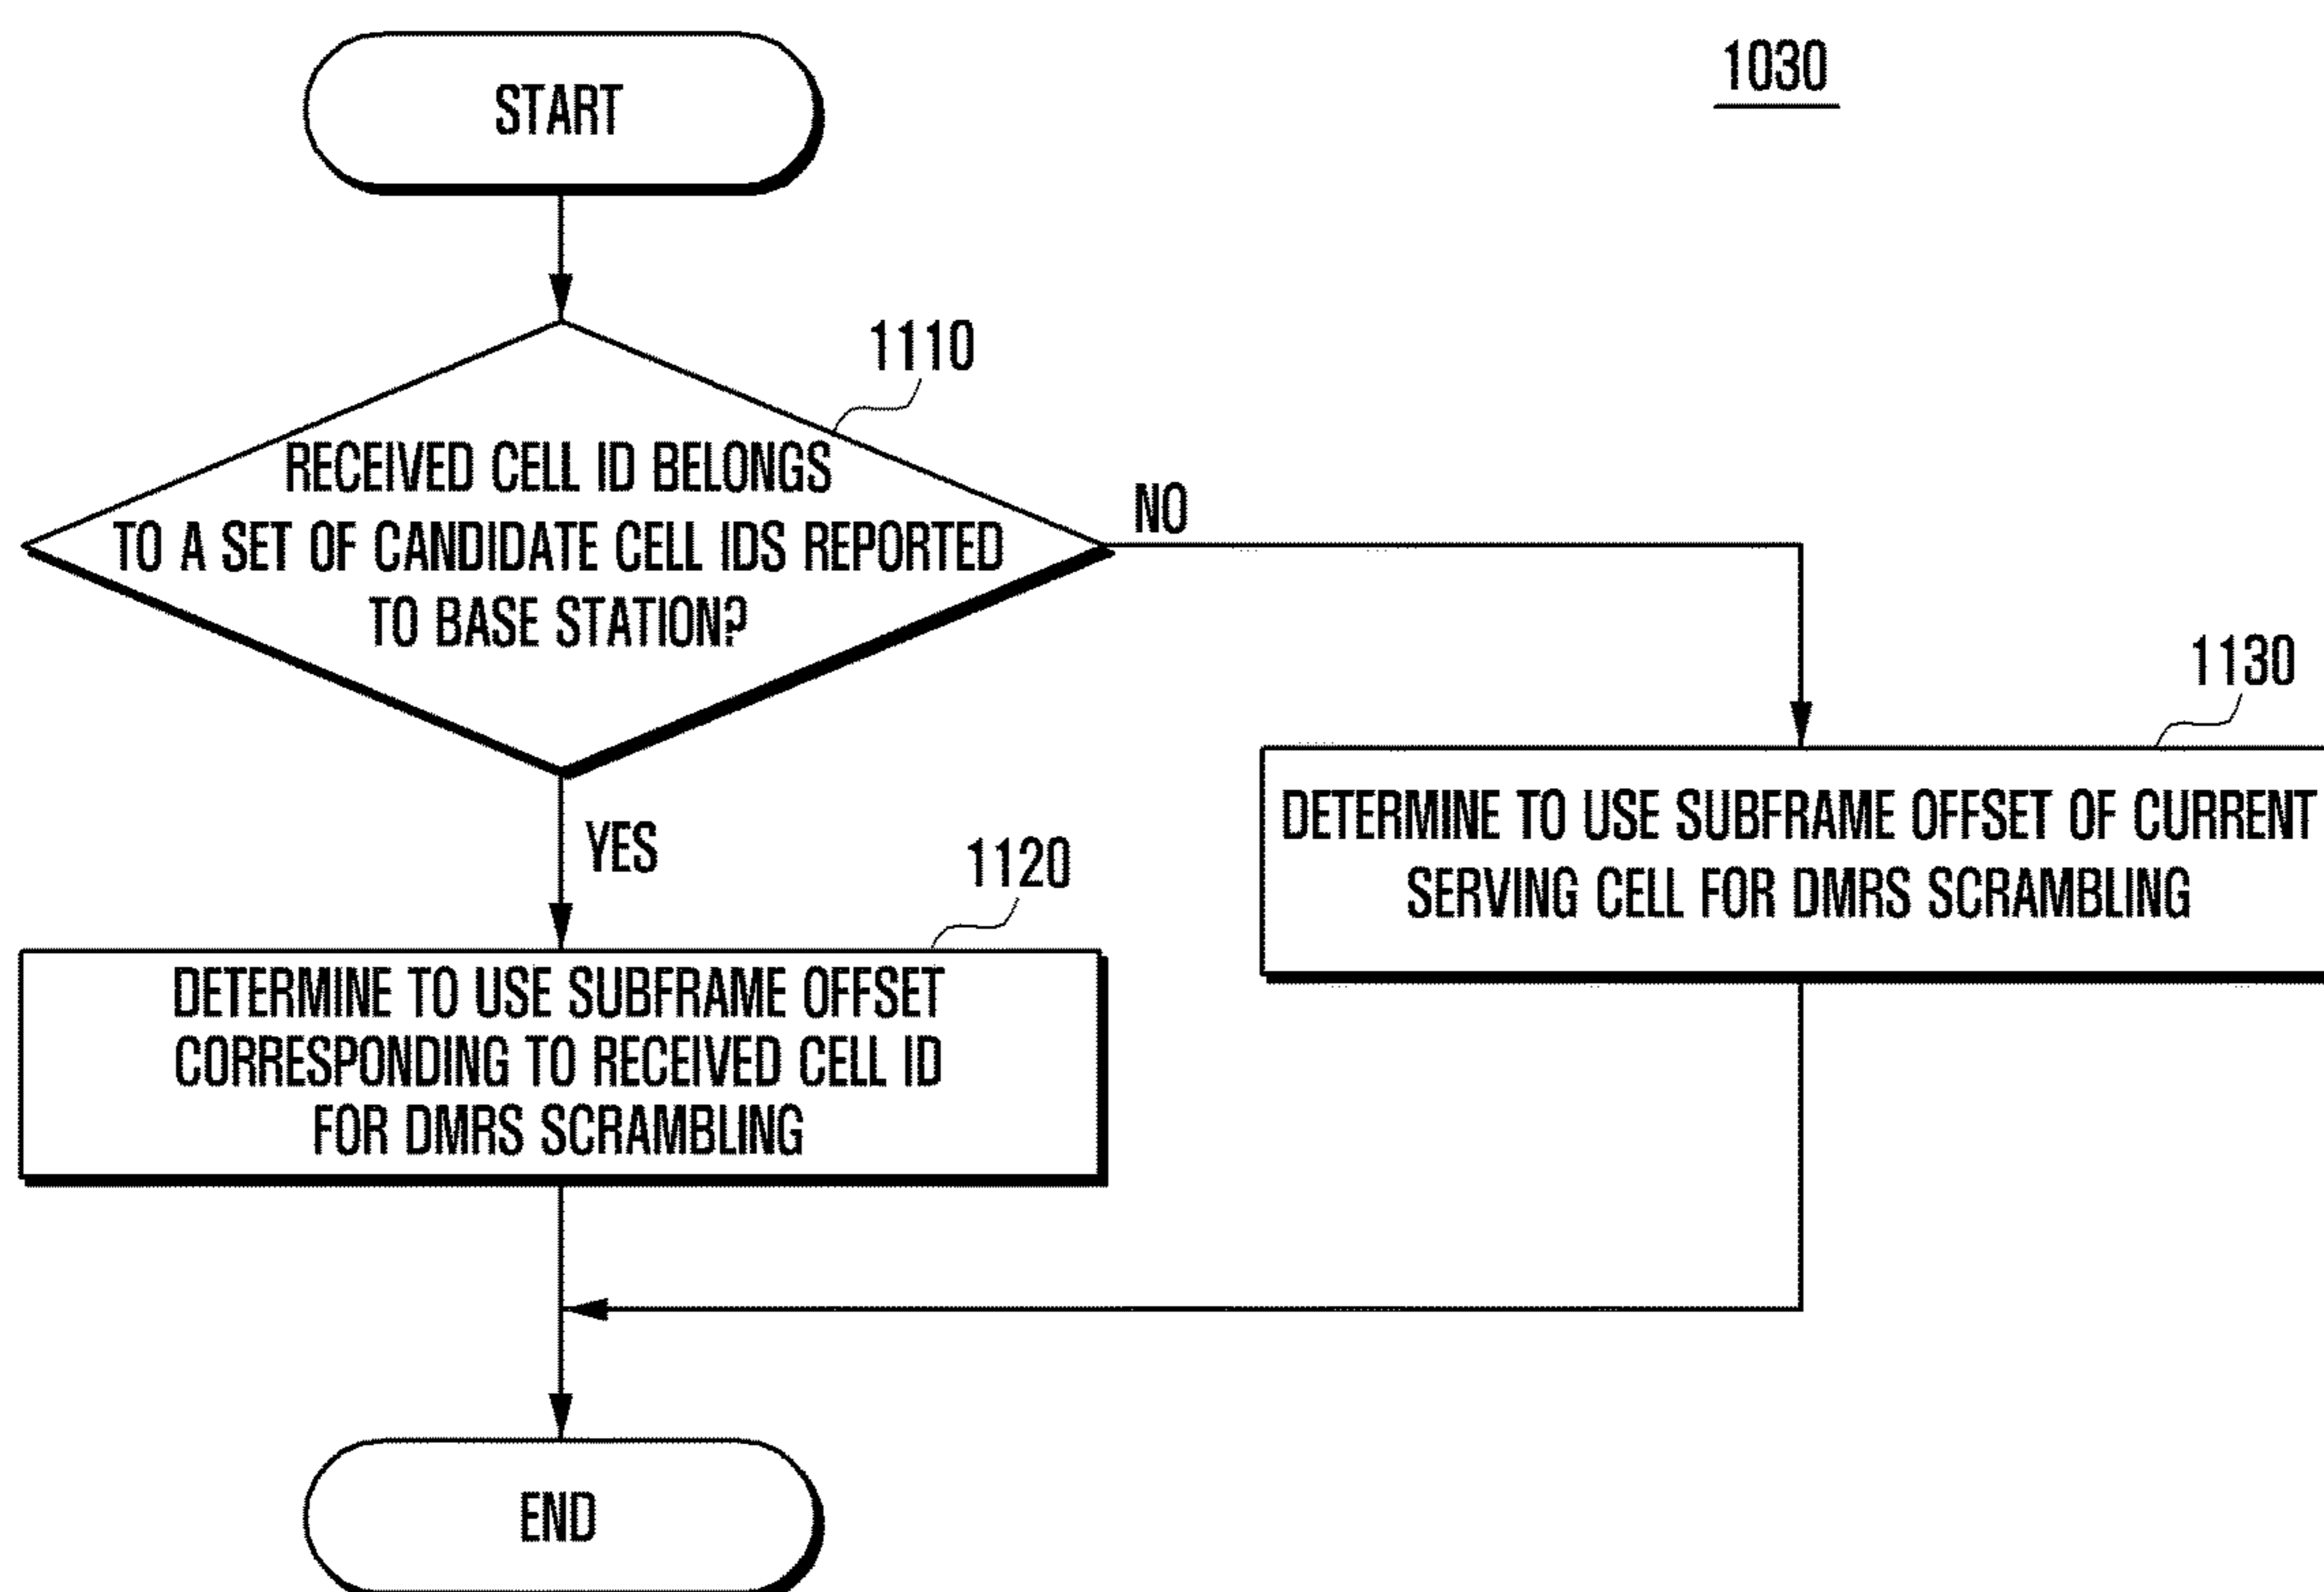 START
1030
1110
RECEIVED CELL ID BELONGS
TO A SET OF CANDIDATE CELL IDS REPORTED
TO BASE STATION?
NO
YES
1130
DETERMINE TO USE SUBFRAME OFFSET OF CURRENT
SERVING CELL FOR DMRS SCRAMBLING
1120
DETERMINE TO USE SUBFRAME OFFSET
CORRESPONDING TO RECEIVED CELL ID
FOR DMRS SCRAMBLING
END